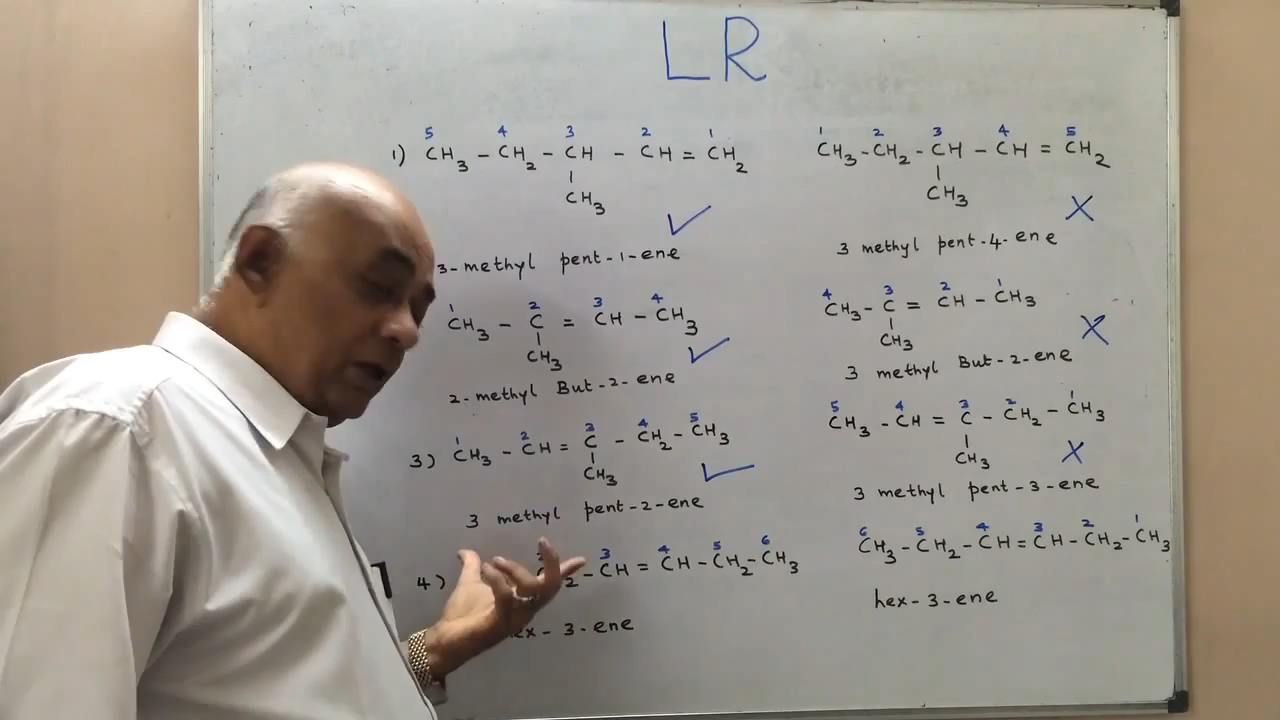 LR
5 4 3 2 1
1) CH3 - CH2 - CH - CH = CH2
CH3
✓
3-methyl pent-1-ene
1 2 3 4 5
CH3 - CH2 - CH - CH = CH2
CH3
X
3 methyl pent-4-ene
1 2 3 4
CH3 - C = CH - CH3
CH3
✓
2-methyl But-2-ene
4 3 2 1
CH3 - C = CH - CH3
CH3
X
3 methyl But-2-ene
1 2 3 4 5
3) CH3 - CH = C - CH2 - CH3
CH3
✓
3 methyl pent-2-ene
5 4 3 2 1
CH3 - CH = C - CH2 - CH3
CH3
X
3 methyl pent-3-ene
3 4 5 6
4) 2 - CH = CH - CH2 - CH3
- 3 - ene
6 5 4 3 2 1
CH3 - CH2 - CH = CH - CH2 - CH3
hex - 3 - ene